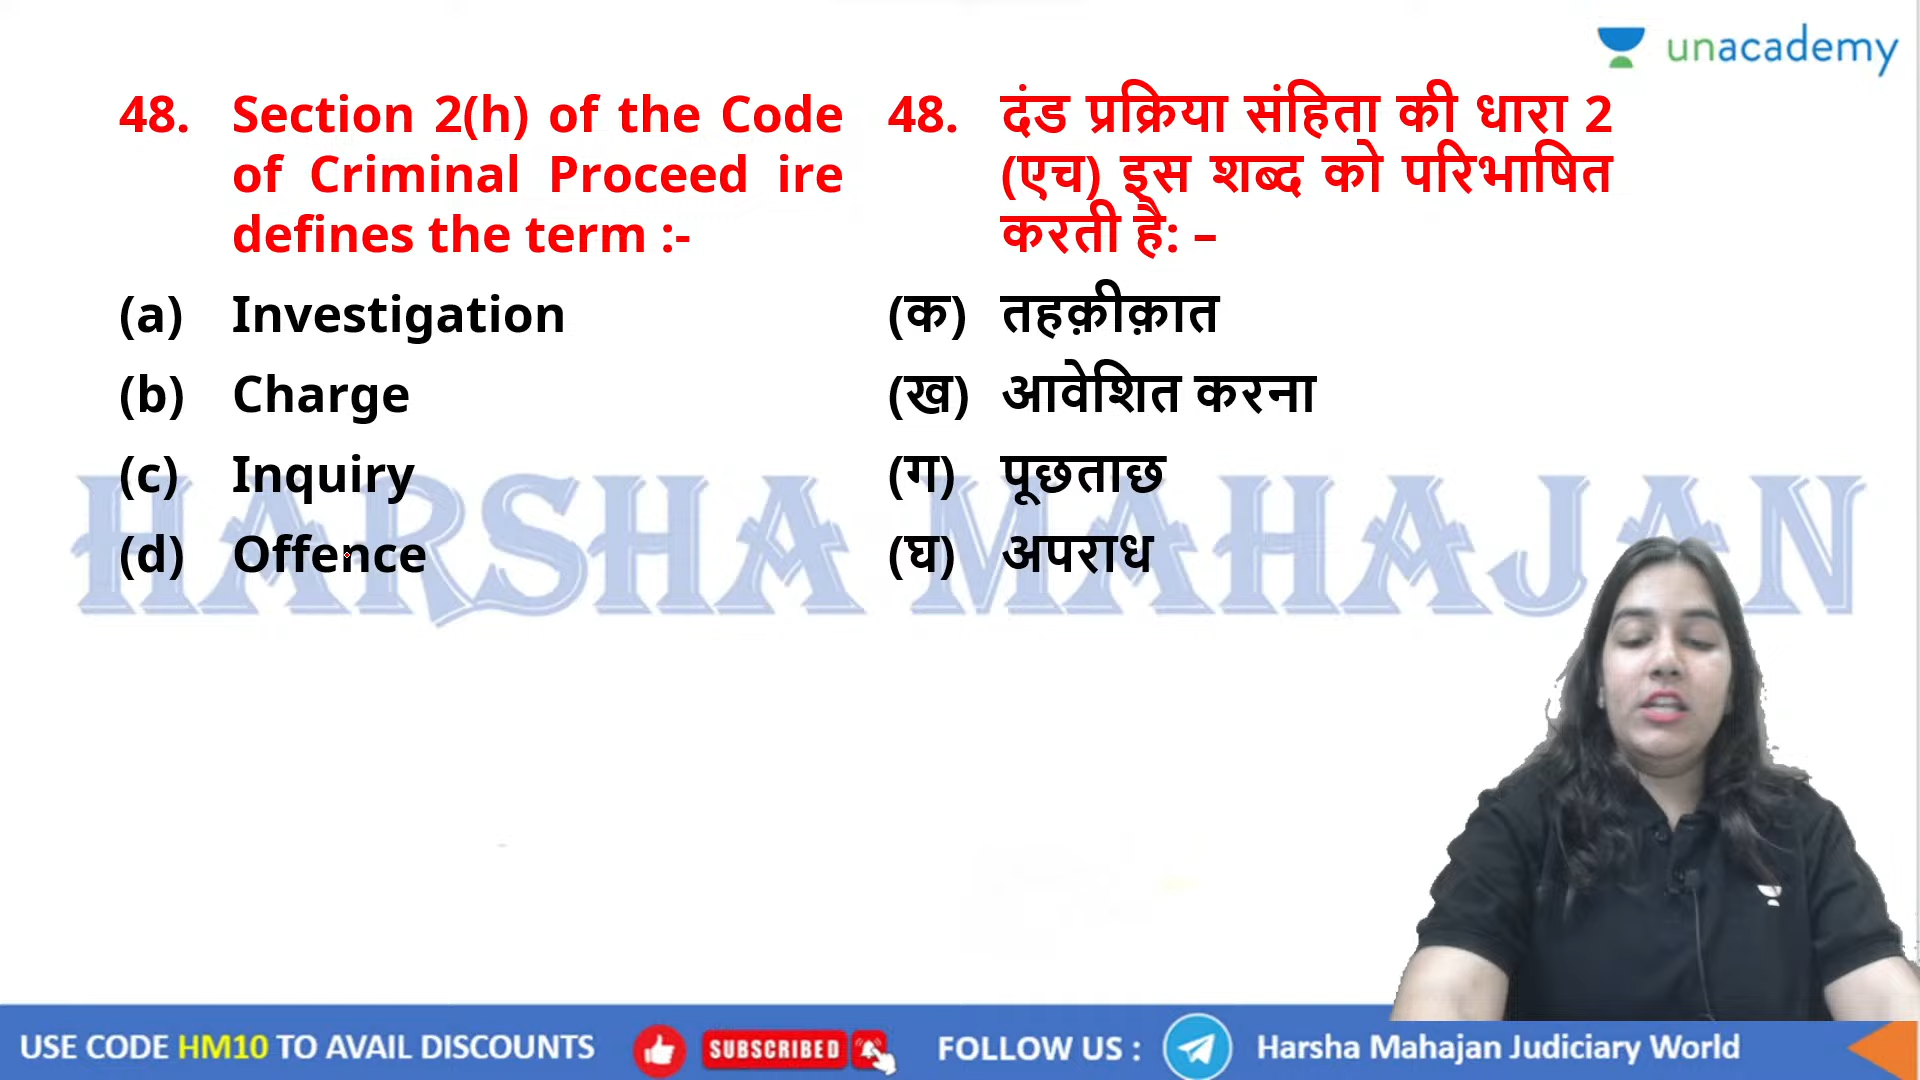 unacademy
48. Section 2(h) of the Code
of Criminal Proceed ire
defines the term :-
(a) Investigation
(b) Charge
(c) Inquiry
(d) Offence
48. दंड प्रक्रिया संहिता की धारा 2
(एच) इस शब्द को परिभाषित
करती है: –
(क) तहक़ीक़ात
(ख) आवेशित करना
(ग) पूछताछ
(घ) अपराध
HARSHA MAHAJAN
USE CODE HM10 TO AVAIL DISCOUNTS
SUBSCRIBED
FOLLOW US :
Harsha Mahajan Judiciary World